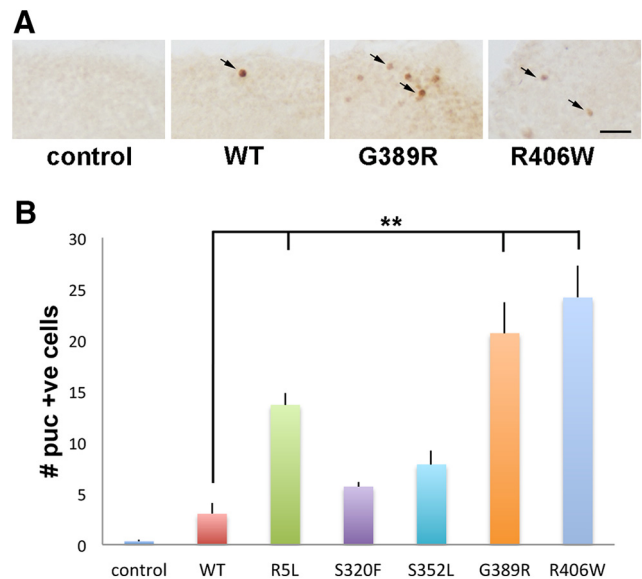 A
control WT G389R R406W
B
**
# puc +ve cells
30
25
20
15
10
5
0
control WT R5L S320F S352L G389R R406W